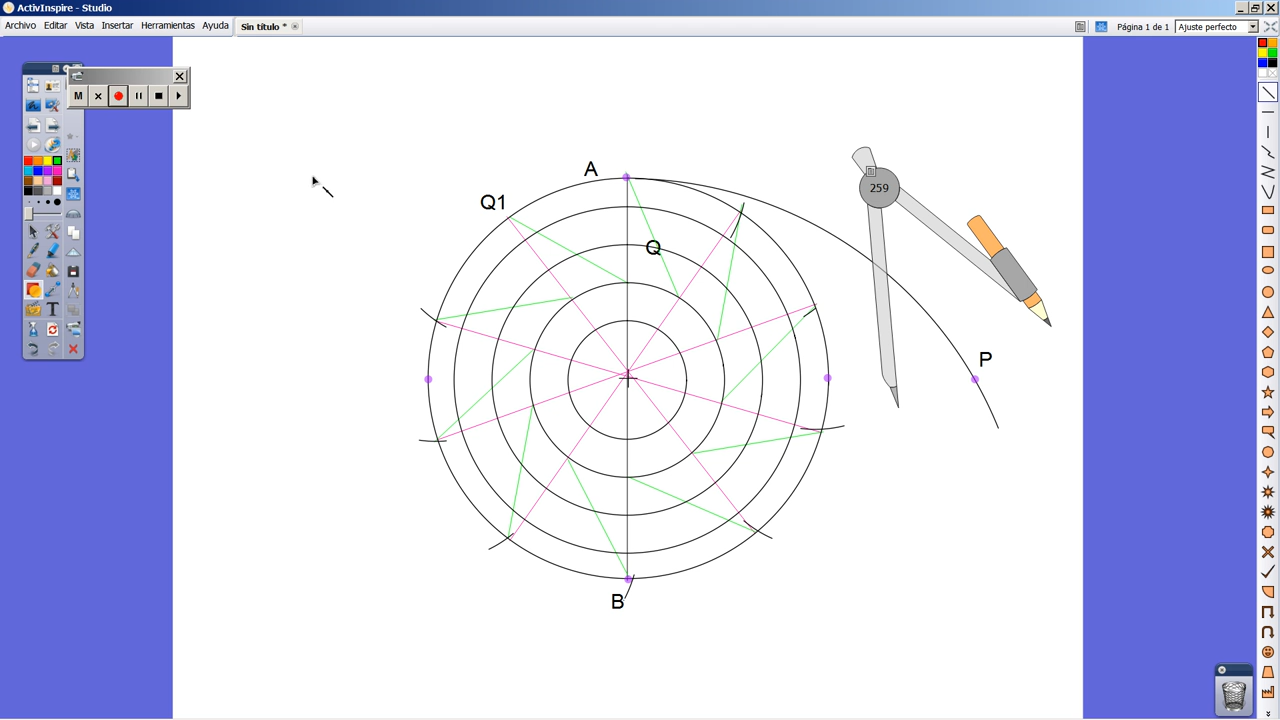 ActivInspire - Studio
Archivo Editar Vista Insertar Herramientas Ayuda
Sin título *
Página 1 de 1
Ajuste perfecto
M
T
A
Q1
Q
259
P
B